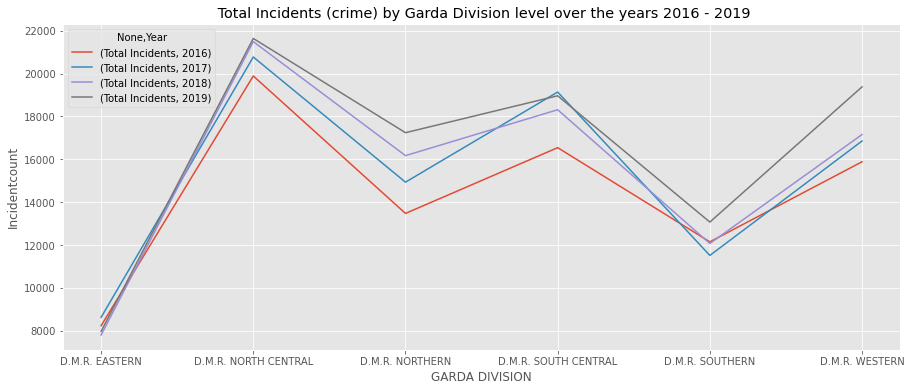 Total Incidents (crime) by Garda Division level over the years 2016 - 2019
None,Year
(Total Incidents, 2016)
(Total Incidents, 2017)
(Total Incidents, 2018)
(Total Incidents, 2019)
22000
20000
18000
16000
14000
12000
10000
8000
Incidentcount
D.M.R. EASTERN D.M.R. NORTH CENTRAL D.M.R. NORTHERN D.M.R. SOUTH CENTRAL D.M.R. SOUTHERN D.M.R. WESTERN
GARDA DIVISION